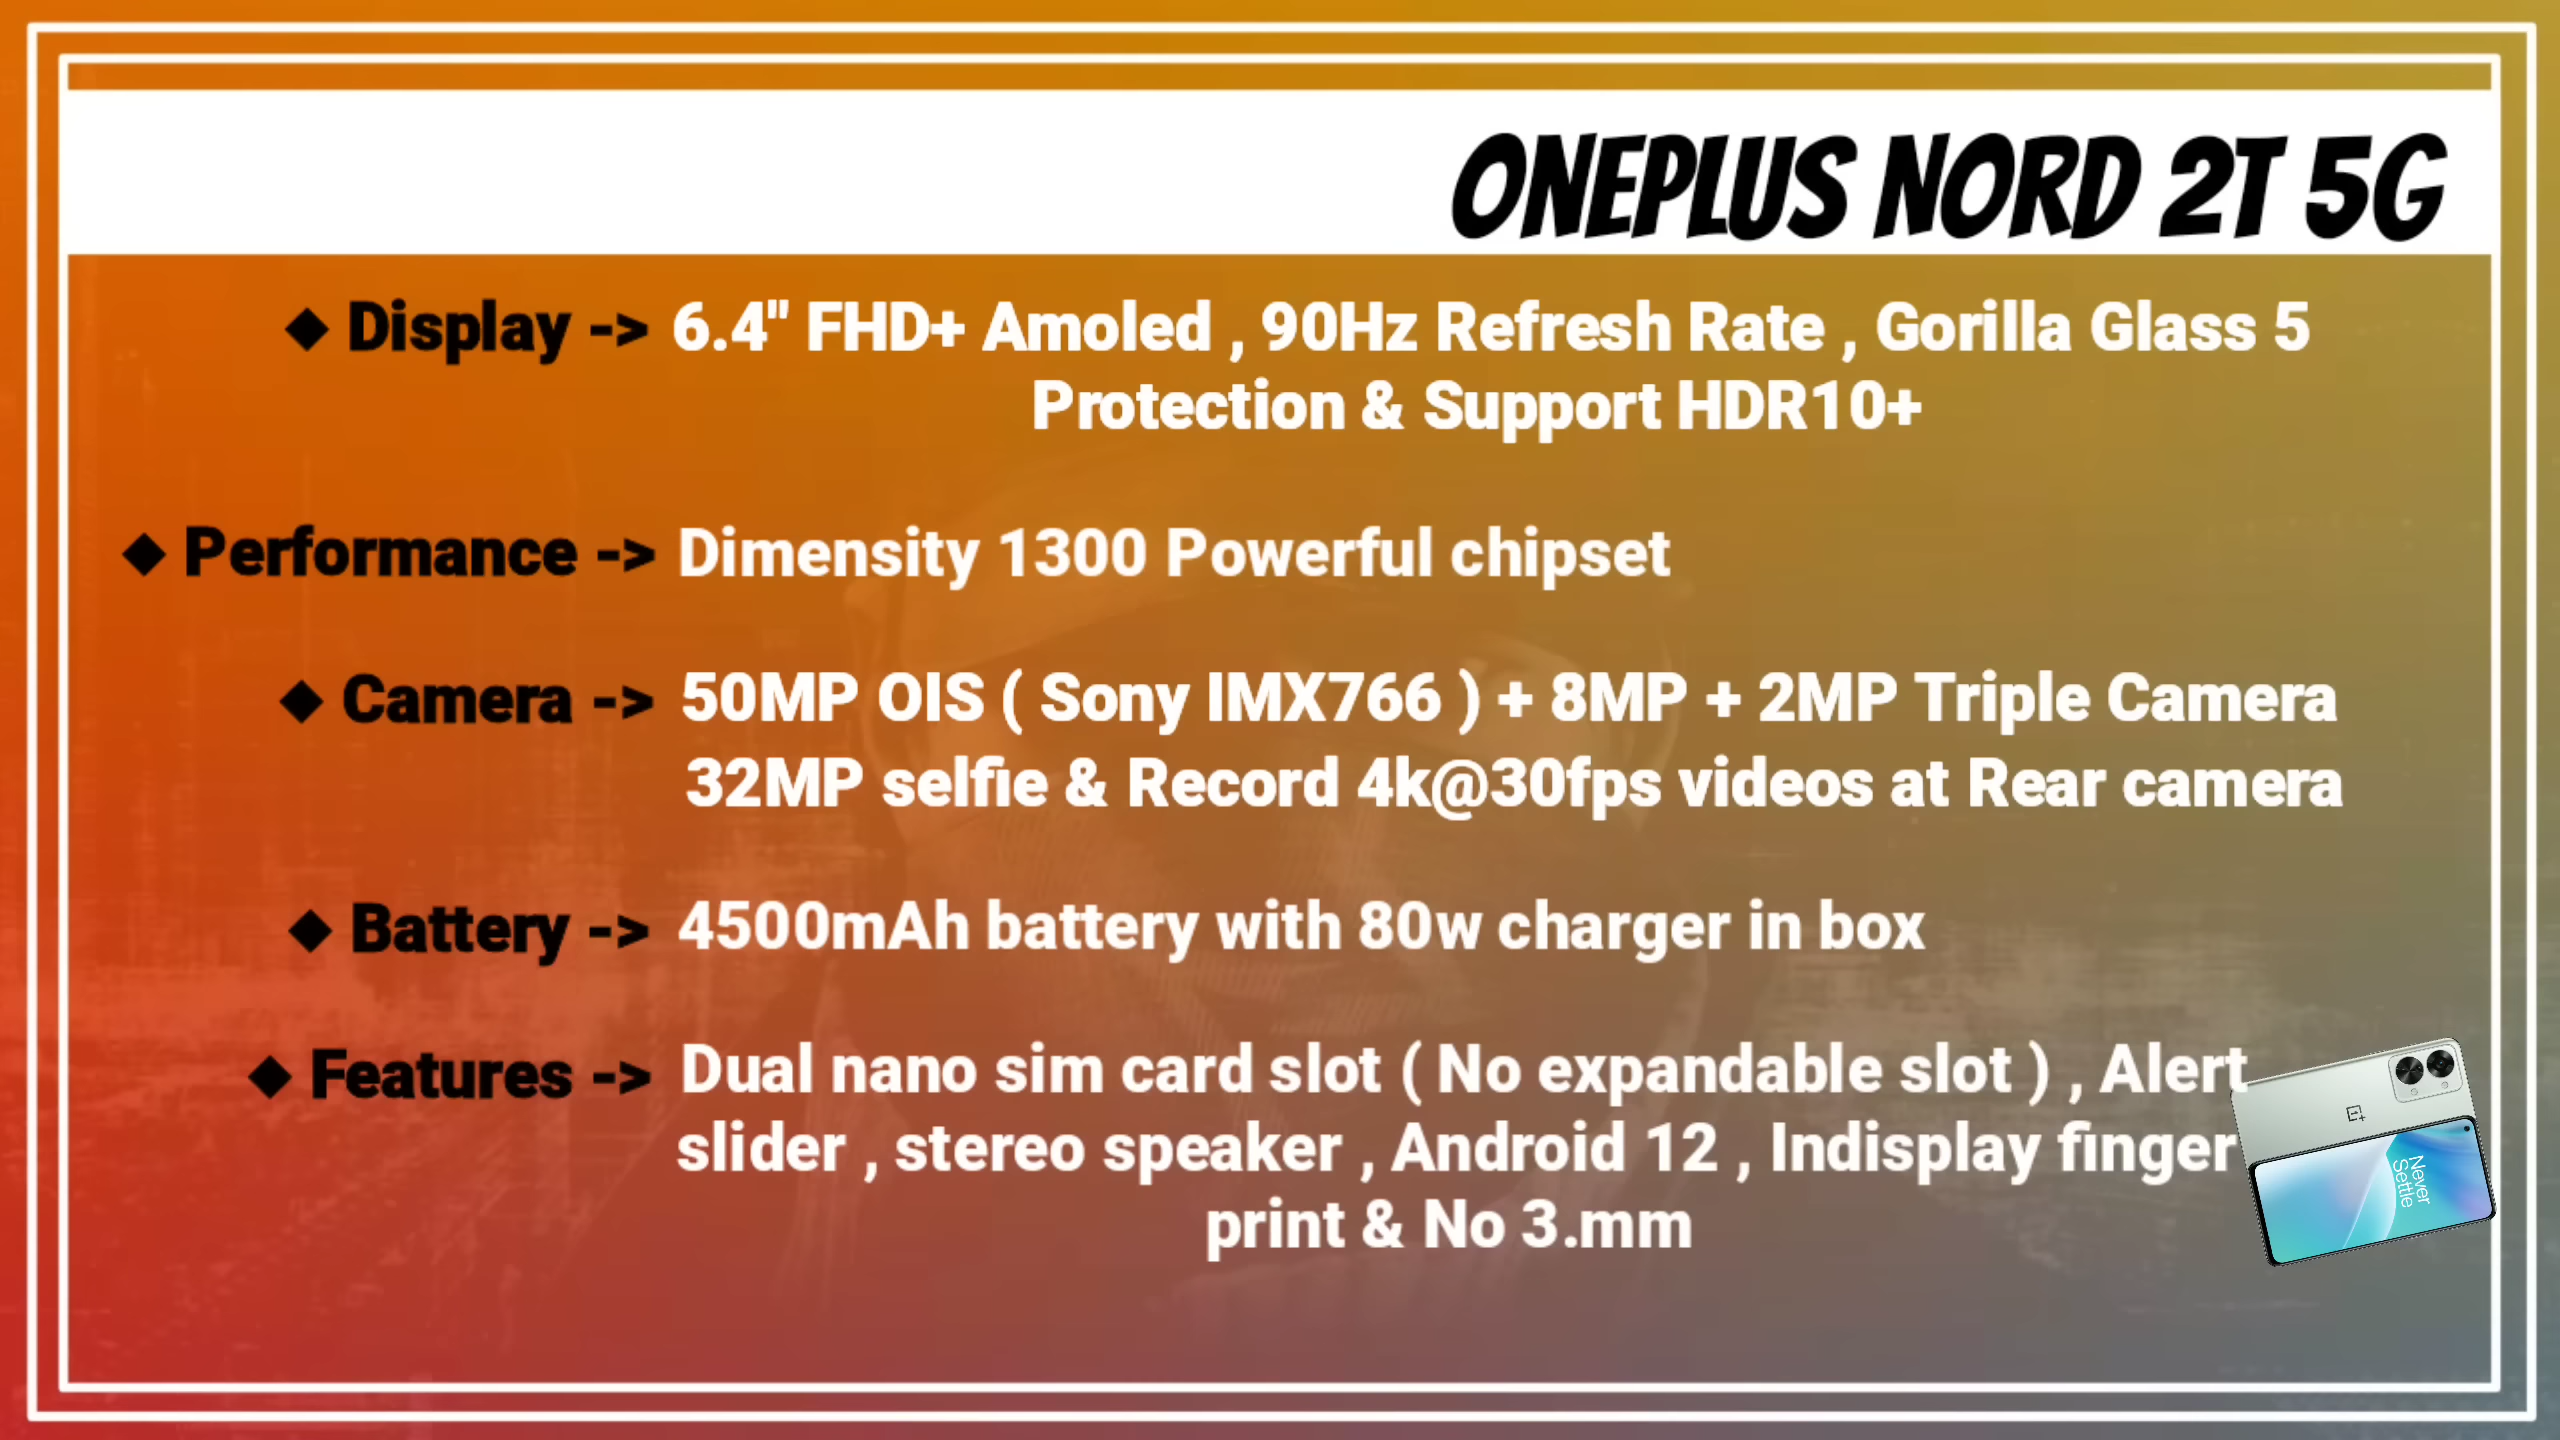 ONEPLUS NORD 2T 5G
◆ Display -> 6.4" FHD+ Amoled , 90Hz Refresh Rate , Gorilla Glass 5
Protection & Support HDR10+
◆ Performance -> Dimensity 1300 Powerful chipset
◆ Camera -> 50MP OIS ( Sony IMX766 ) + 8MP + 2MP Triple Camera
32MP selfie & Record 4k@30fps videos at Rear camera
◆ Battery -> 4500mAh battery with 80w charger in box
◆ Features -> Dual nano sim card slot ( No expandable slot ) , Alert
slider , stereo speaker , Android 12 , Indisplay finger
print & No 3.mm
Never
Settle